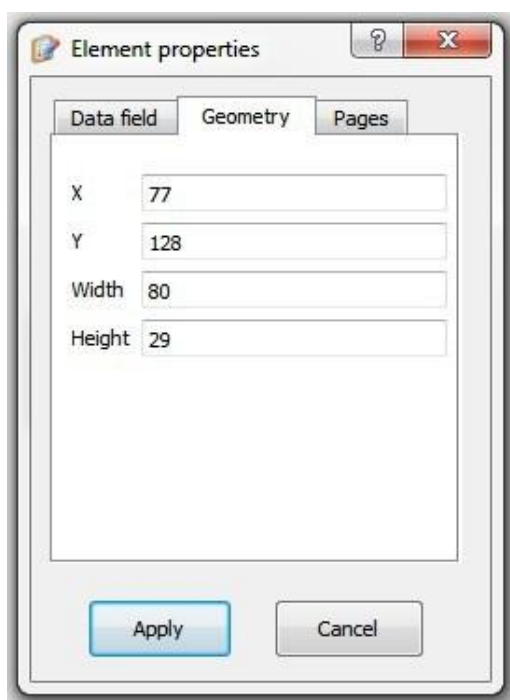 Element properties
Data field Geometry Pages
X 77
Y 128
Width 80
Height 29
Apply Cancel